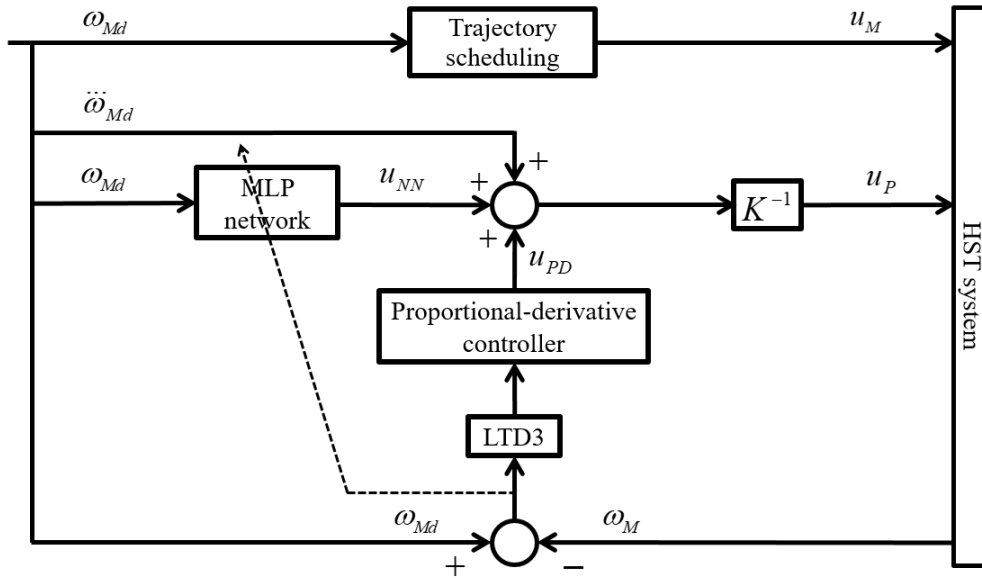 ω_Md
Trajectory
scheduling
u_M
⃛ω_Md
+
ω_Md
MLP
network
u_NN
+
+
K⁻¹
u_P
u_PD
HST system
Proportional-derivative
controller
LTD3
ω_Md
ω_M
+
−